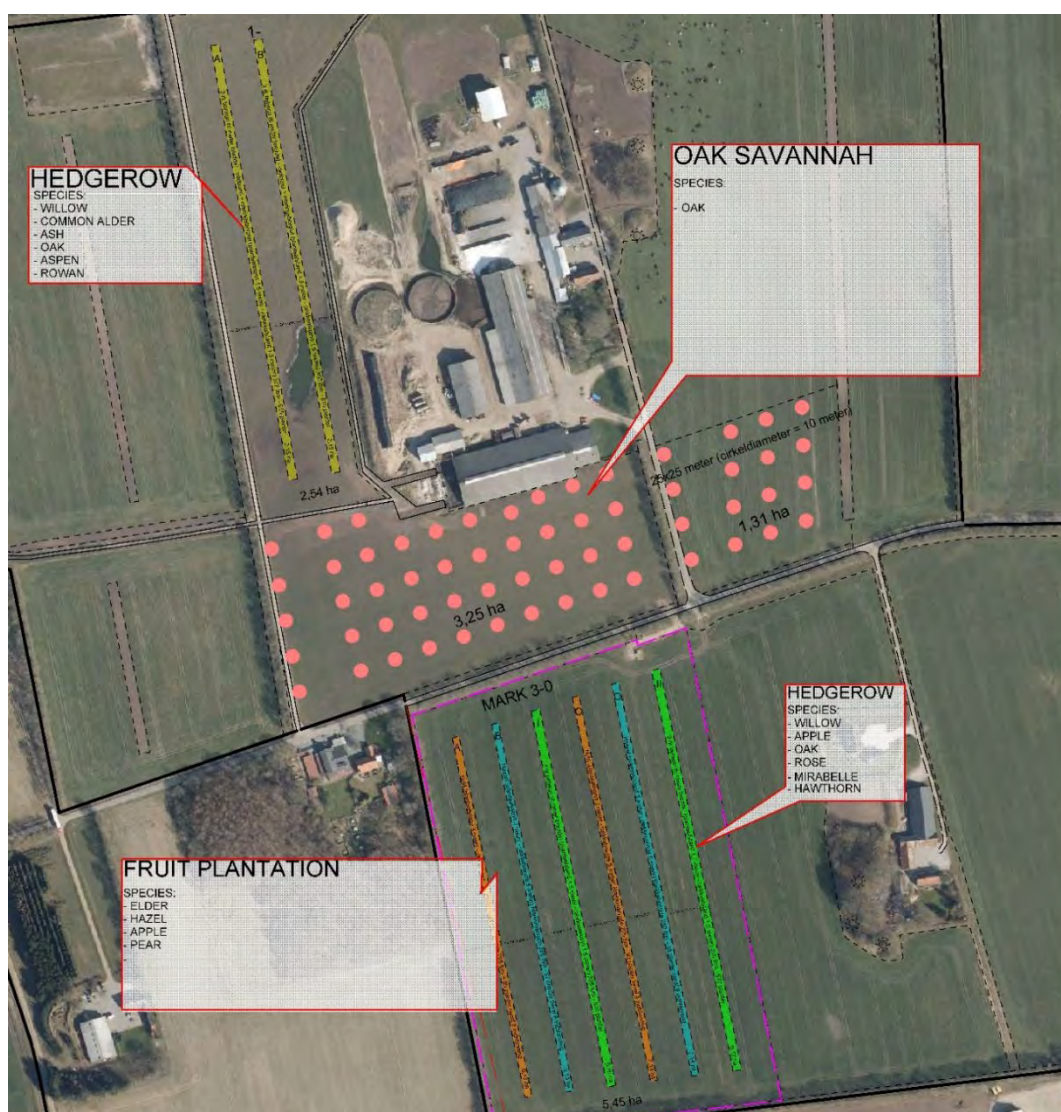 1-
A
B
HEDGEROW
SPECIES:
- WILLOW
- COMMON ALDER
- ASH
- OAK
- ASPEN
- ROWAN
OAK SAVANNAH
SPECIES:
- OAK
2,54 ha
25x25 meter (cirkeldiameter = 10 meter)
1,31 ha
3,25 ha
MARK 3-0
HEDGEROW
SPECIES:
- WILLOW
- APPLE
- OAK
- ROSE
- MIRABELLE
- HAWTHORN
FRUIT PLANTATION
SPECIES:
- ELDER
- HAZEL
- APPLE
- PEAR
5,45 ha